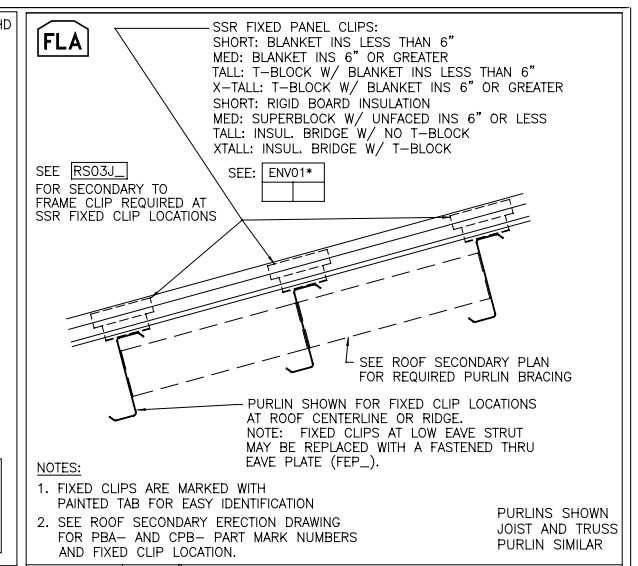 HD
FLA
SSR FIXED PANEL CLIPS:
SHORT: BLANKET INS LESS THAN 6"
MED: BLANKET INS 6" OR GREATER
TALL: T-BLOCK W/ BLANKET INS LESS THAN 6"
X-TALL: T-BLOCK W/ BLANKET INS 6" OR GREATER
SHORT: RIGID BOARD INSULATION
MED: SUPERBLOCK W/ UNFACED INS 6" OR LESS
TALL: INSUL. BRIDGE W/ NO T-BLOCK
XTALL: INSUL. BRIDGE W/ T-BLOCK
SEE RS03J_
FOR SECONDARY TO
FRAME CLIP REQUIRED AT
SSR FIXED CLIP LOCATIONS
SEE: ENV01*
SEE ROOF SECONDARY PLAN
FOR REQUIRED PURLIN BRACING
PURLIN SHOWN FOR FIXED CLIP LOCATIONS
AT ROOF CENTERLINE OR RIDGE.
NOTE: FIXED CLIPS AT LOW EAVE STRUT
MAY BE REPLACED WITH A FASTENED THRU
EAVE PLATE (FEP_).
NOTES:
1. FIXED CLIPS ARE MARKED WITH
PAINTED TAB FOR EASY IDENTIFICATION
2. SEE ROOF SECONDARY ERECTION DRAWING
FOR PBA- AND CPB- PART MARK NUMBERS
AND FIXED CLIP LOCATION.
PURLINS SHOWN
JOIST AND TRUSS
PURLIN SIMILAR